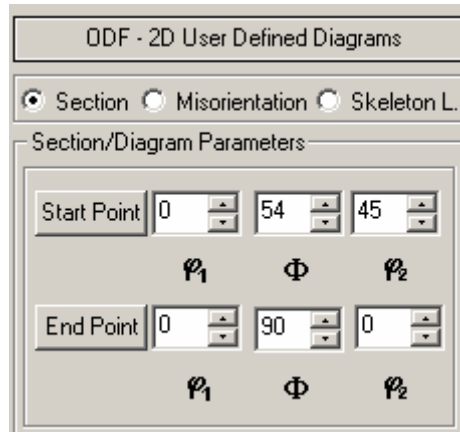 ODF - 2D User Defined Diagrams
Section Misorientation Skeleton L.
Section/Diagram Parameters
Start Point 0 54 45
φ1 Φ φ2
End Point 0 90 0
φ1 Φ φ2